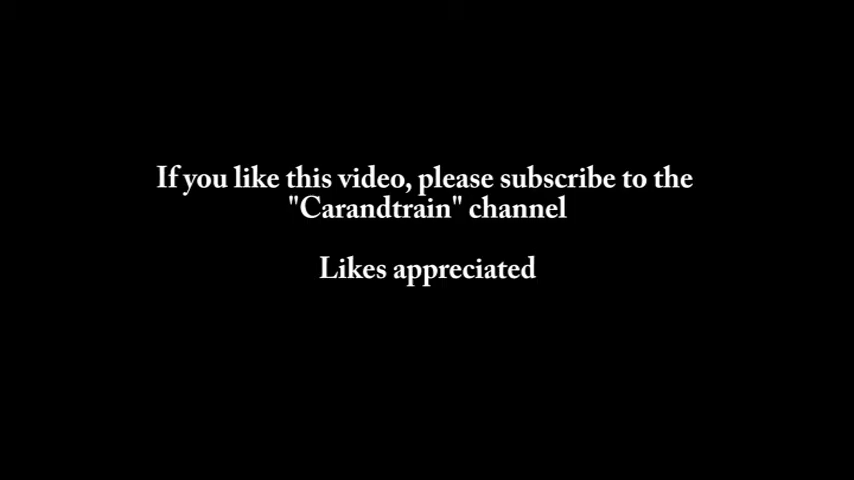 If you like this video, please subscribe to the
"Carandtrain" channel
Likes appreciated